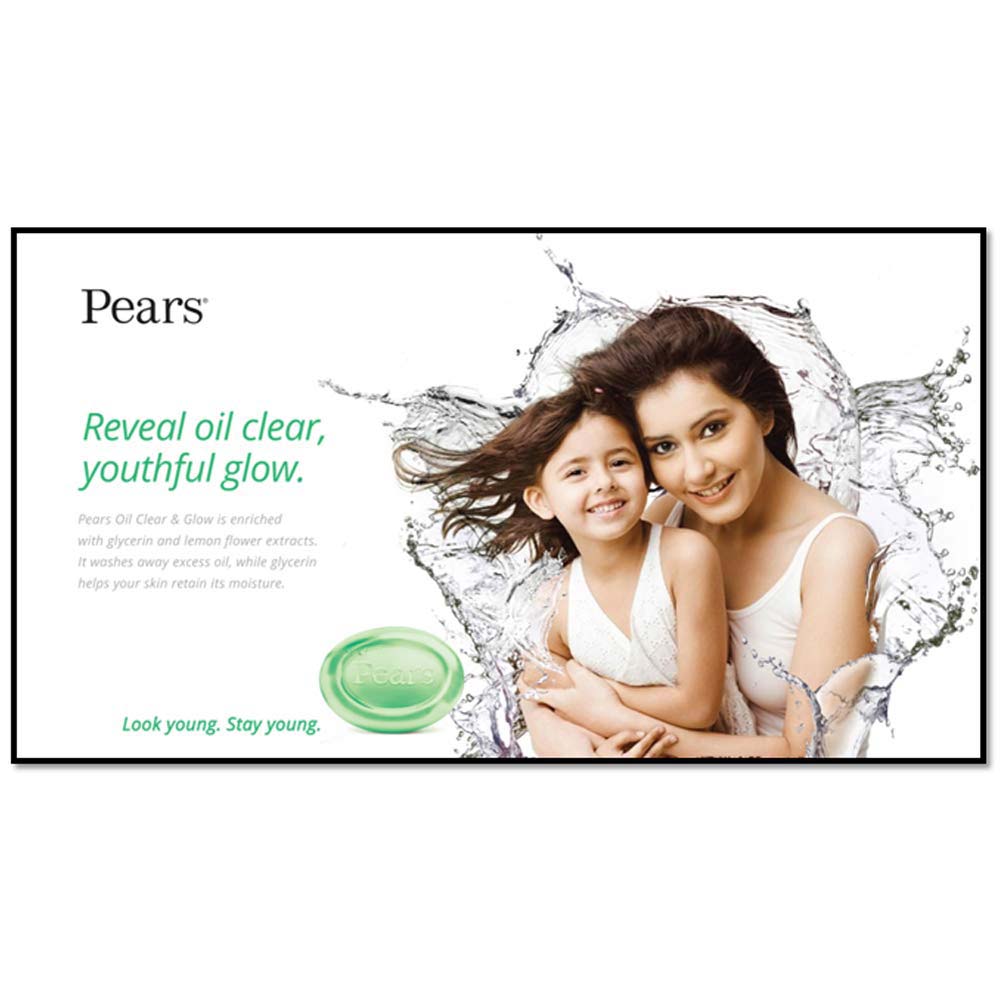 Pears®
Reveal oil clear,
youthful glow.
Pears Oil Clear & Glow is enriched
with glycerin and lemon flower extracts.
It washes away excess oil, while glycerin
helps your skin retain its moisture.
Pears
Look young. Stay young.